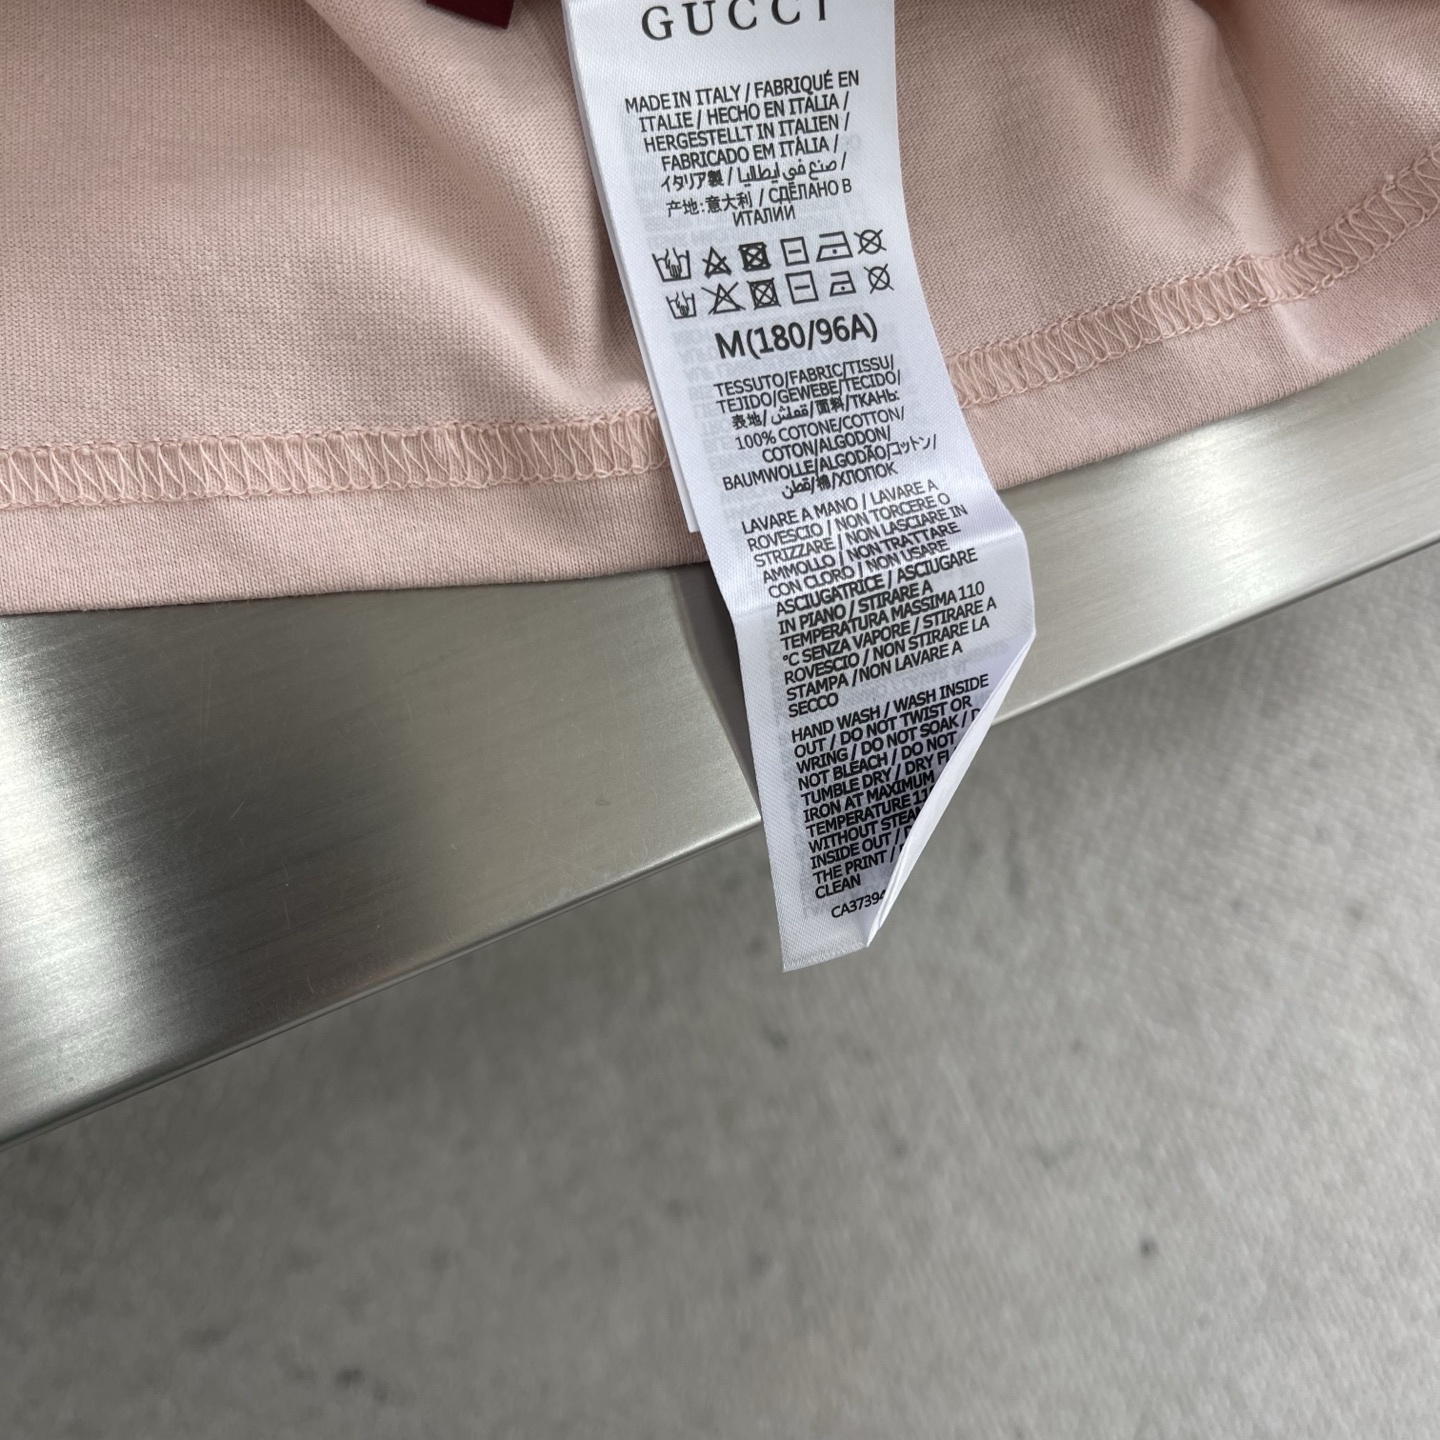 GUCCI
MADE IN ITALY / FABRIQUÉ EN
ITALIE / HECHO EN ITALIA /
HERGESTELLT IN ITALIEN /
FABRICADO EM ITÀLIA /
イタリア製 / صنع في إيطاليا /
产地:意大利 / СДЕЛАНО В
ИТАЛИИ
M(180/96A)
TESSUTO/FABRIC/TISSU/
TEJIDO/GEWEBE/TECIDO/
表地/قملش/面料/ТКАНЬ:
100% COTONE/COTTON/
COTON/ALGODON/
BAUMWOLLE/ALGODÃO/コットン/
قطن/棉/ХЛОПОК
LAVARE A MANO / LAVARE A
ROVESCIO / NON TORCERE O
STRIZZARE / NON LASCIARE IN
AMMOLLO / NON TRATTARE
CON CLORO / NON USARE
ASCIUGATRICE / ASCIUGARE
IN PIANO / STIRARE A
TEMPERATURA MASSIMA 110
°C SENZA VAPORE / STIRARE A
ROVESCIO / NON STIRARE LA
STAMPA / NON LAVARE A
SECCO
HAND WASH / WASH INSIDE
OUT / DO NOT TWIST OR
WRING / DO NOT SOAK /
NOT BLEACH / DO NOT
TUMBLE DRY / DRY
IRON AT MAXIMUM
TEMPERATURE
WITHOUT
INSIDE OUT /
THE PRINT /
CLEAN
CA3739